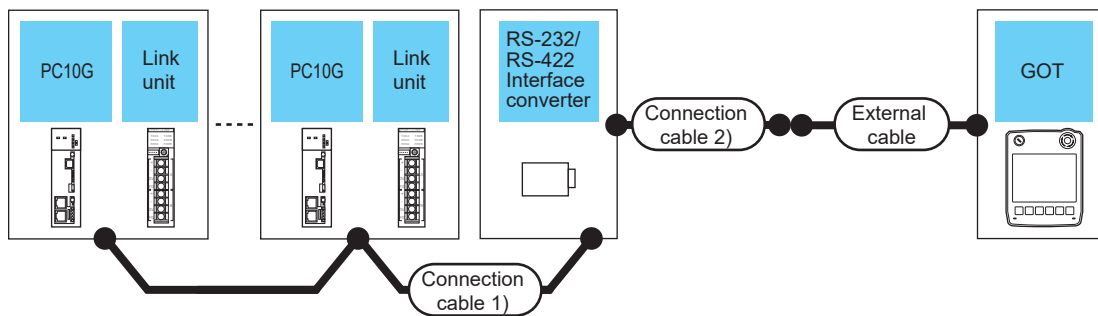 PC10G
Link
unit
PC10G
Link
unit
RS-232/
RS-422
Interface
converter
Connection
cable 2)
External
cable
GOT
Connection
cable 1)